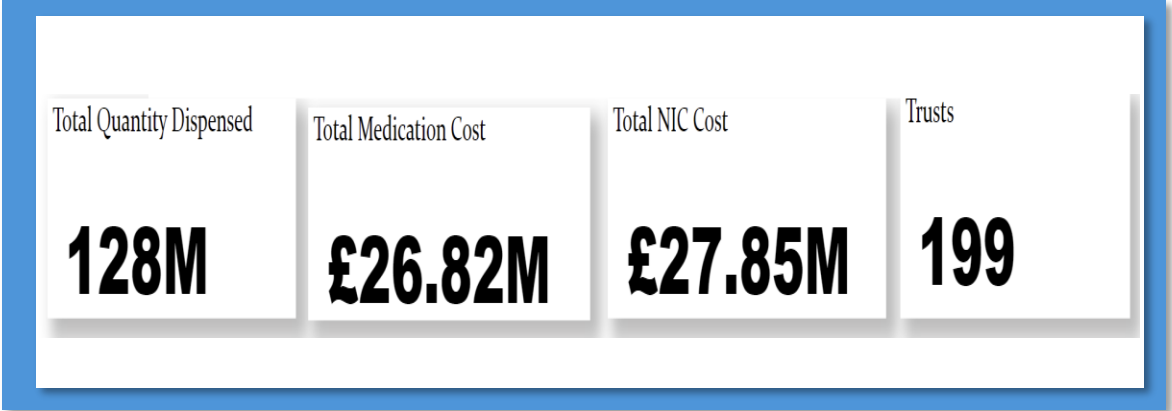 Total Quantity Dispensed
128M
Total Medication Cost
£26.82M
Total NIC Cost
£27.85M
Trusts
199